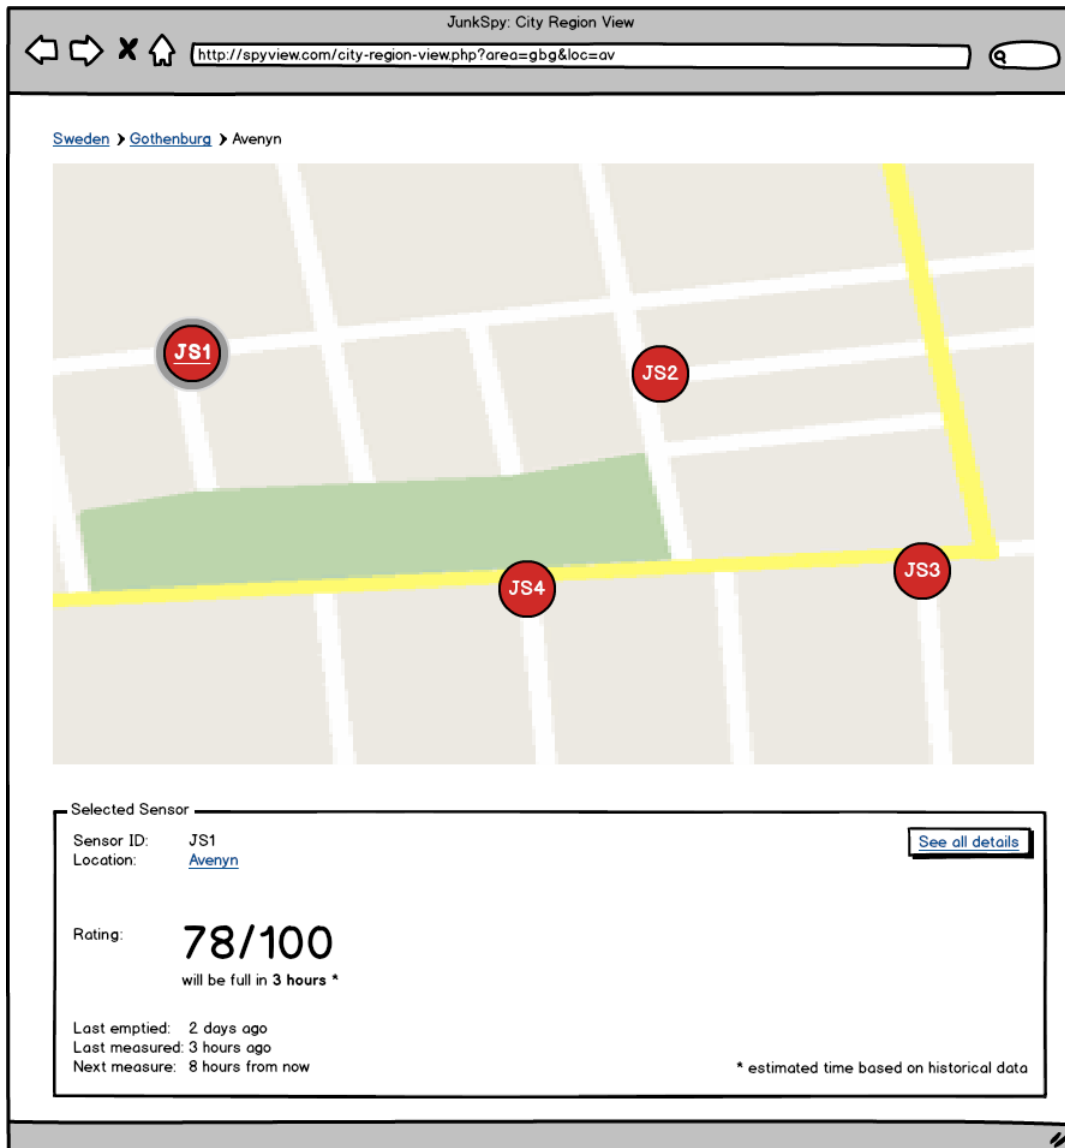 JunkSpy: City Region View
http://spyview.com/city-region-view.php?area=gbg&loc=av
Sweden > Gothenburg > Avenyn
JS1
JS2
JS3
JS4
Selected Sensor
Sensor ID: JS1
See all details
Location: Avenyn
Rating: 78/100
will be full in 3 hours *
Last emptied: 2 days ago
Last measured: 3 hours ago
Next measure: 8 hours from now
* estimated time based on historical data